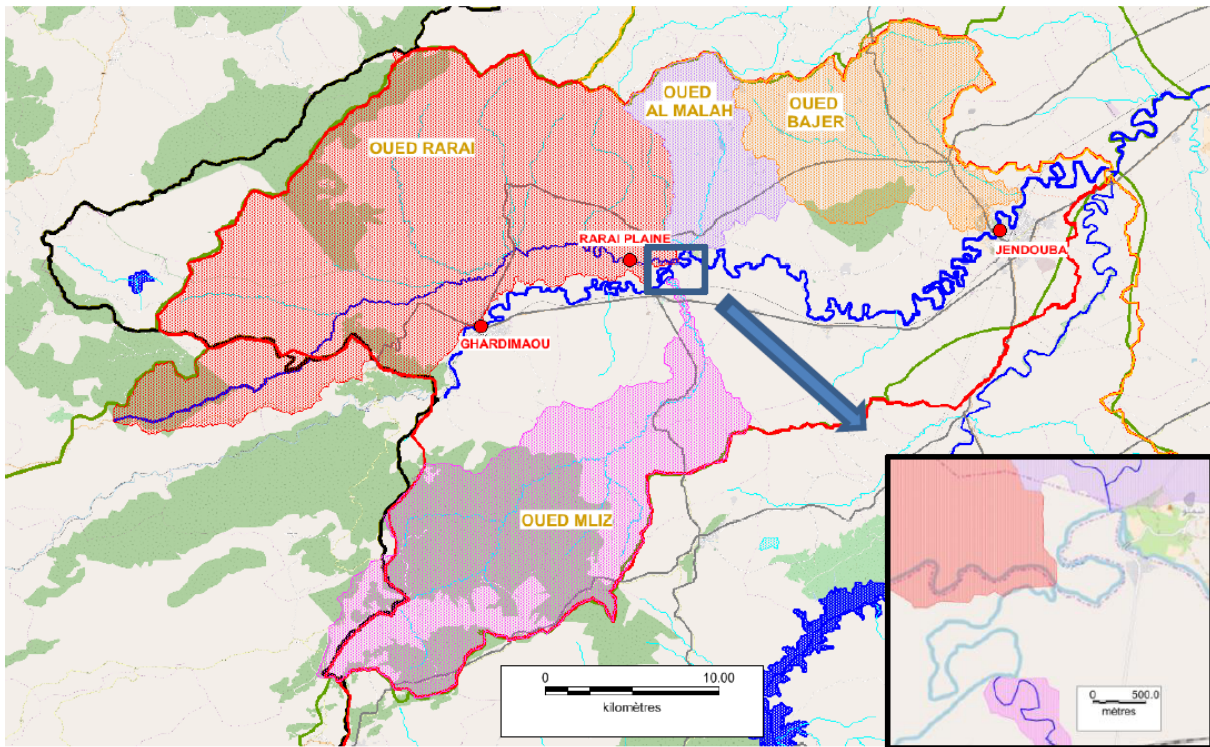 OUED
AL MALAH
OUED
BAJER
OUED RARAI
RARAI PLAINE
JENDOUBA
GHARDIMAOU
OUED MLIZ
0 10.00
kilomètres
0 500.0
mètres